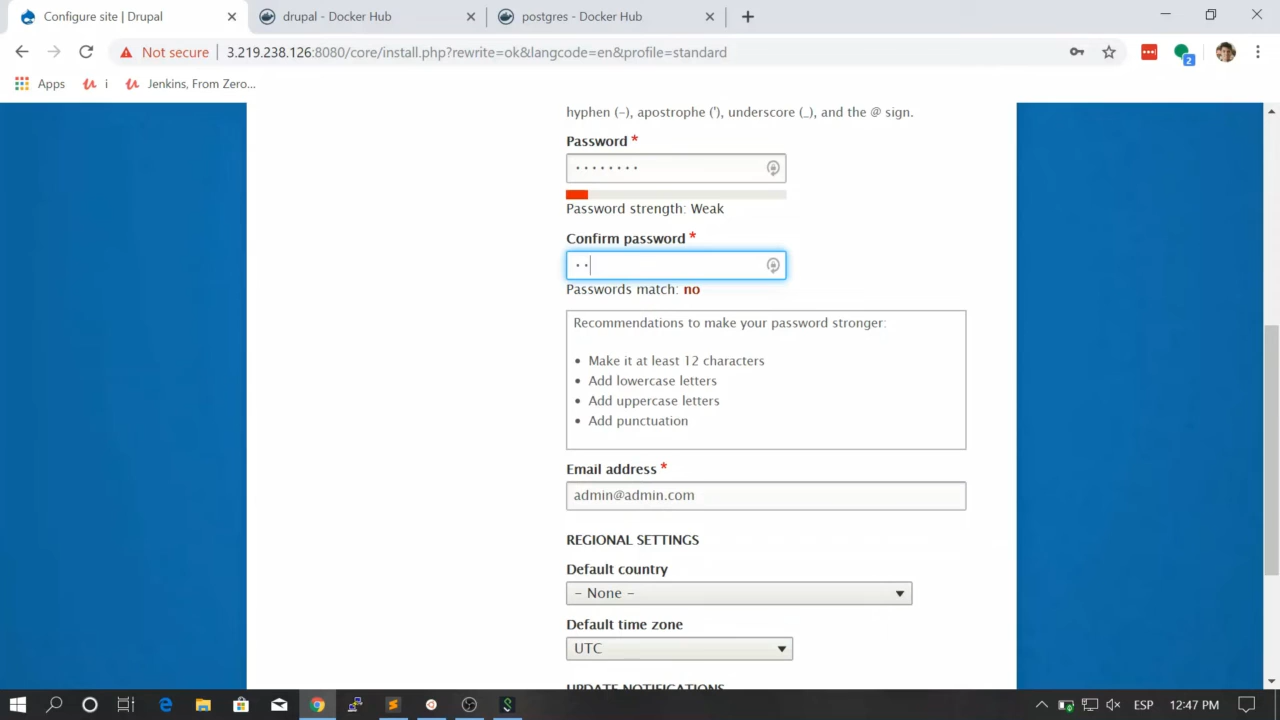 Configure site | Drupal
drupal - Docker Hub
postgres - Docker Hub
Not secure
3.219.238.126:8080/core/install.php?rewrite=ok&langcode=en&profile=standard
2
Apps
i
Jenkins, From Zero...
hyphen (-), apostrophe ('), underscore (_), and the @ sign.
Password *
Password strength: Weak
Confirm password *
Passwords match: no
Recommendations to make your password stronger:
• Make it at least 12 characters
• Add lowercase letters
• Add uppercase letters
• Add punctuation
Email address *
admin@admin.com
REGIONAL SETTINGS
Default country
- None -
Default time zone
UTC
UPDATE NOTIFICATIONS
ESP
12:47 PM